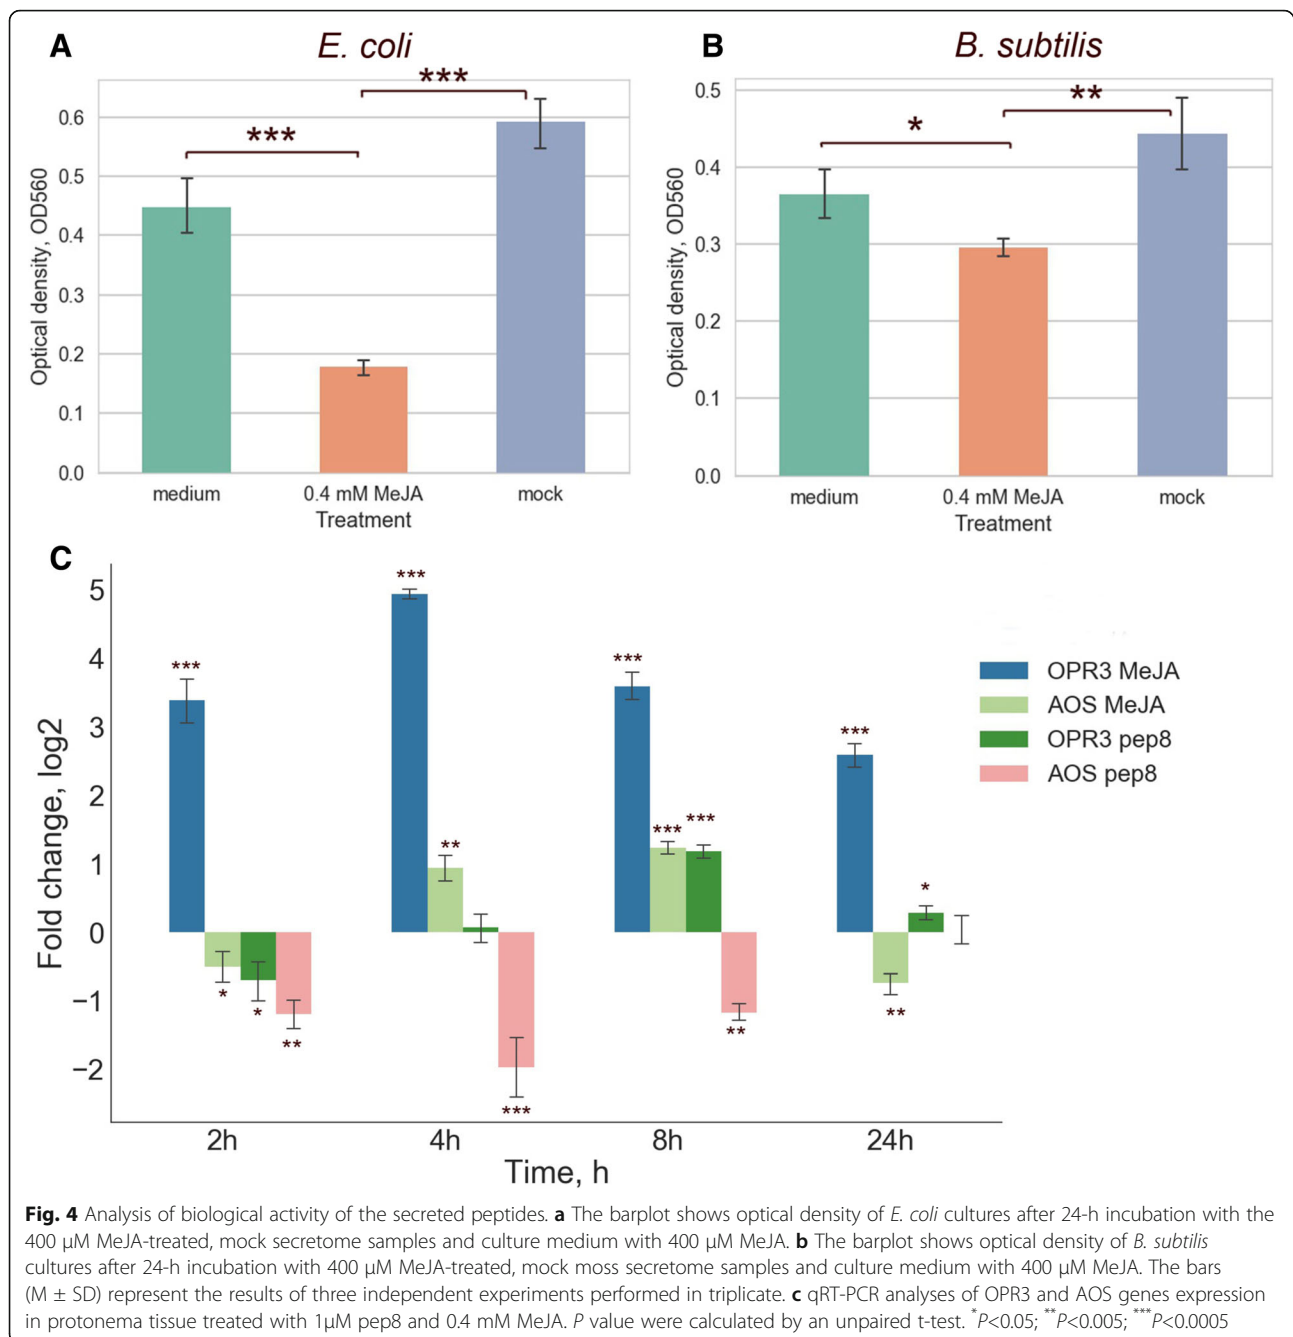 A
E. coli
***
***
0.6
0.5
0.4
0.3
0.2
0.1
0.0
Optical density, OD560
medium
0.4 mM MeJA
mock
Treatment
B
B. subtilis
*
**
0.5
0.4
0.3
0.2
0.1
0.0
Optical density, OD560
medium
0.4 mM MeJA
mock
Treatment
C
5
4
3
2
1
0
−1
−2
Fold change, log2
***
*
*
**
***
**
***
***
***
***
**
***
**
*
2h
4h
8h
24h
Time, h
OPR3 MeJA
AOS MeJA
OPR3 pep8
AOS pep8
Fig. 4 Analysis of biological activity of the secreted peptides. a The barplot shows optical density of E. coli cultures after 24-h incubation with the
400 μM MeJA-treated, mock secretome samples and culture medium with 400 μM MeJA. b The barplot shows optical density of B. subtilis
cultures after 24-h incubation with 400 μM MeJA-treated, mock moss secretome samples and culture medium with 400 μM MeJA. The bars
(M ± SD) represent the results of three independent experiments performed in triplicate. c qRT-PCR analyses of OPR3 and AOS genes expression
in protonema tissue treated with 1μM pep8 and 0.4 mM MeJA. P value were calculated by an unpaired t-test. *P<0.05; **P<0.005; ***P<0.0005